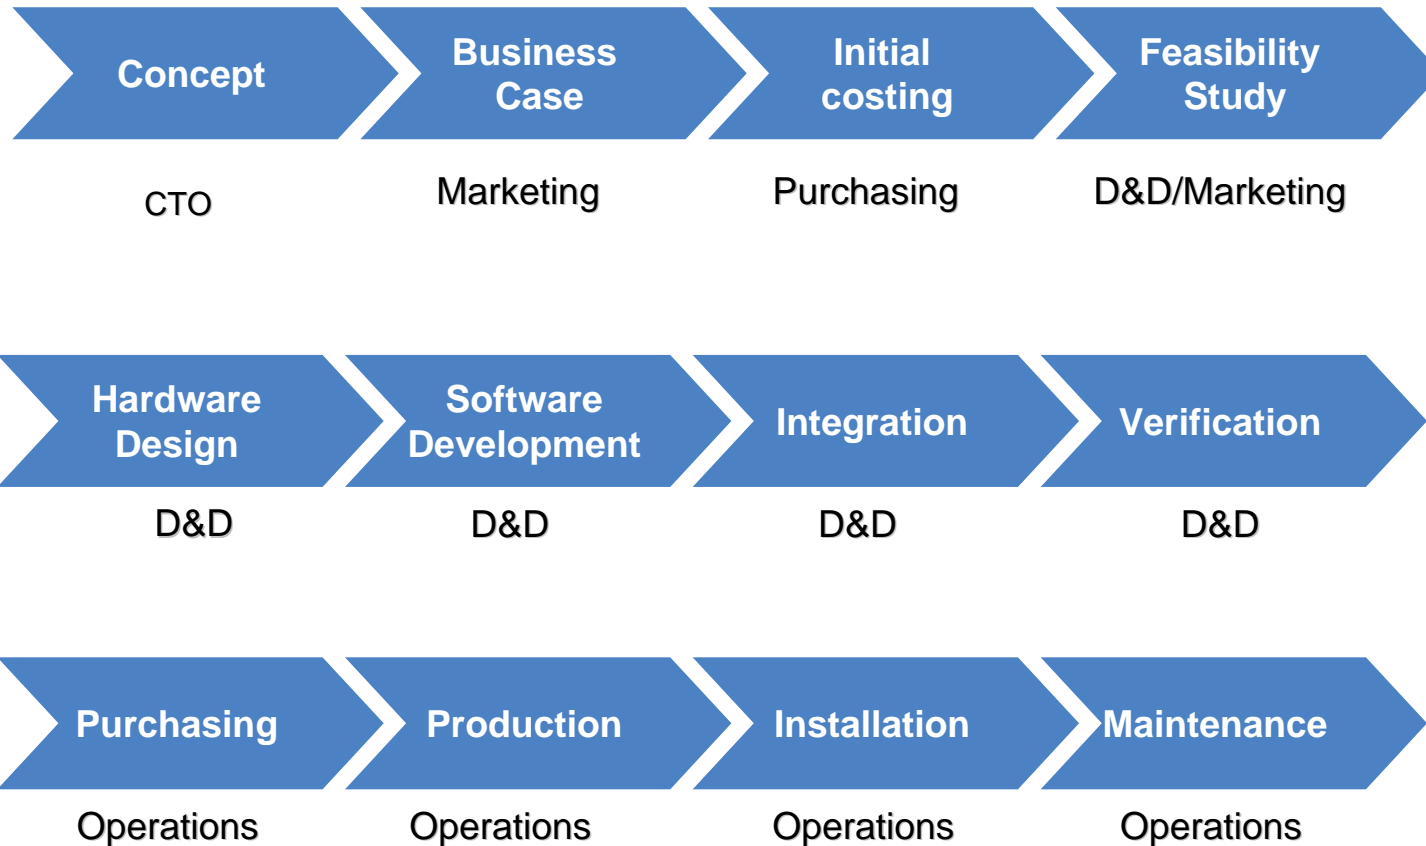 Concept
Business
Case
Initial
costing
Feasibility
Study
CTO
Marketing
Purchasing
D&D/Marketing
Hardware
Design
Software
Development
Integration
Verification
D&D
D&D
D&D
D&D
Purchasing
Production
Installation
Maintenance
Operations
Operations
Operations
Operations